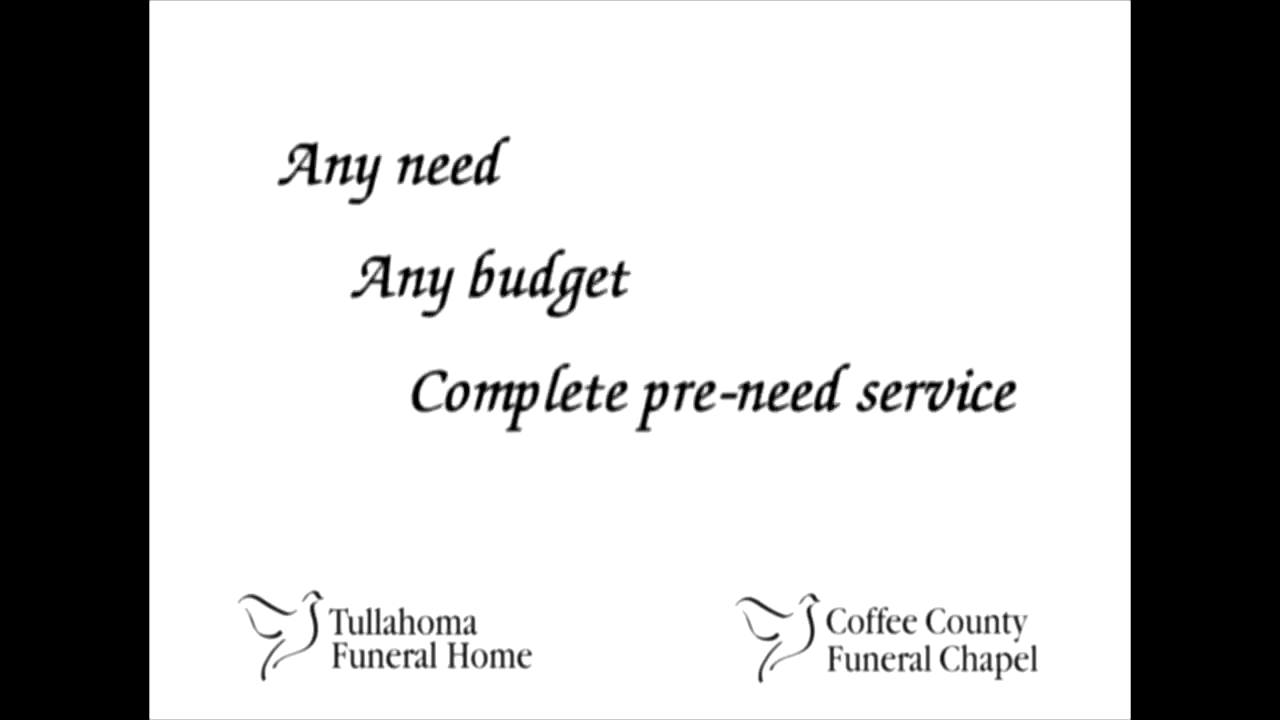 Any need
Any budget
Complete pre-need service
Tullahoma
Funeral Home
Coffee County
Funeral Chapel